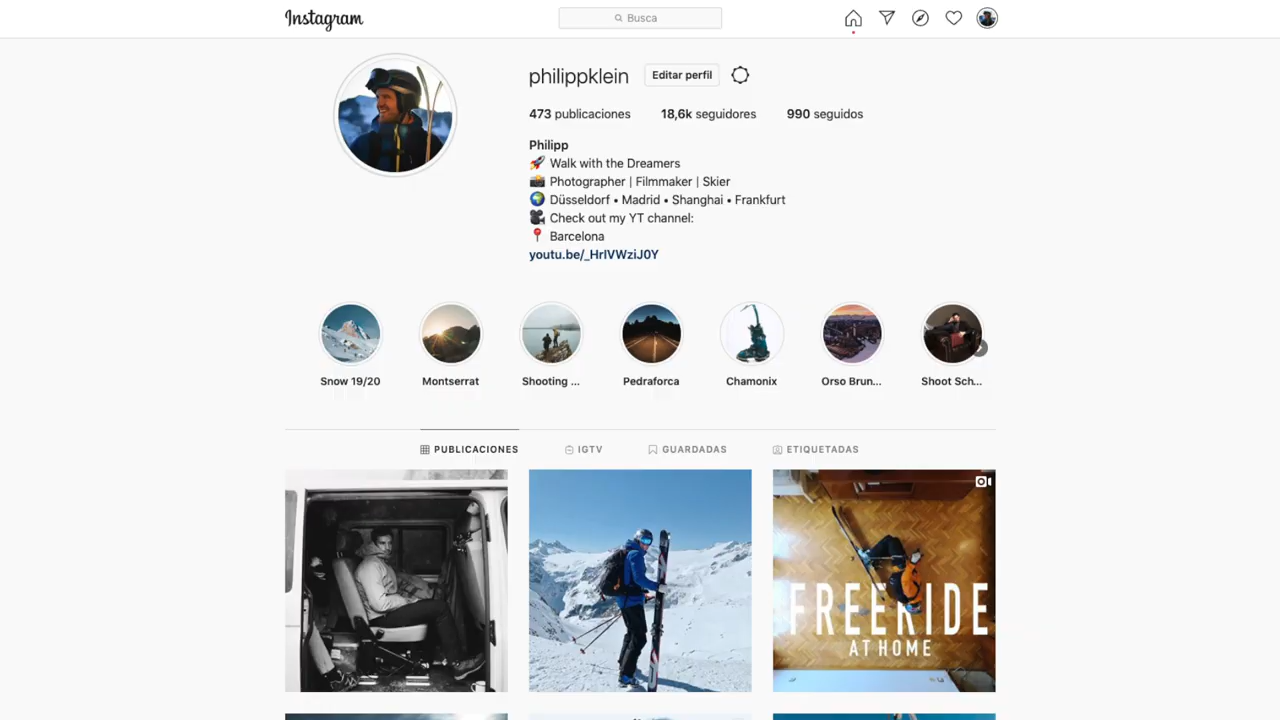 Instagram
Busca
philippklein
Editar perfil
473 publicaciones
18,6k seguidores
990 seguidos
Philipp
🚀 Walk with the Dreamers
📸 Photographer | Filmmaker | Skier
🌍 Düsseldorf • Madrid • Shanghai • Frankfurt
🎥 Check out my YT channel:
📍 Barcelona
youtu.be/_HrIVWziJ0Y
Snow 19/20
Montserrat
Shooting ...
Pedraforca
Chamonix
Orso Brun...
Shoot Sch...
PUBLICACIONES
IGTV
GUARDADAS
ETIQUETADAS
FREERIDE
AT HOME